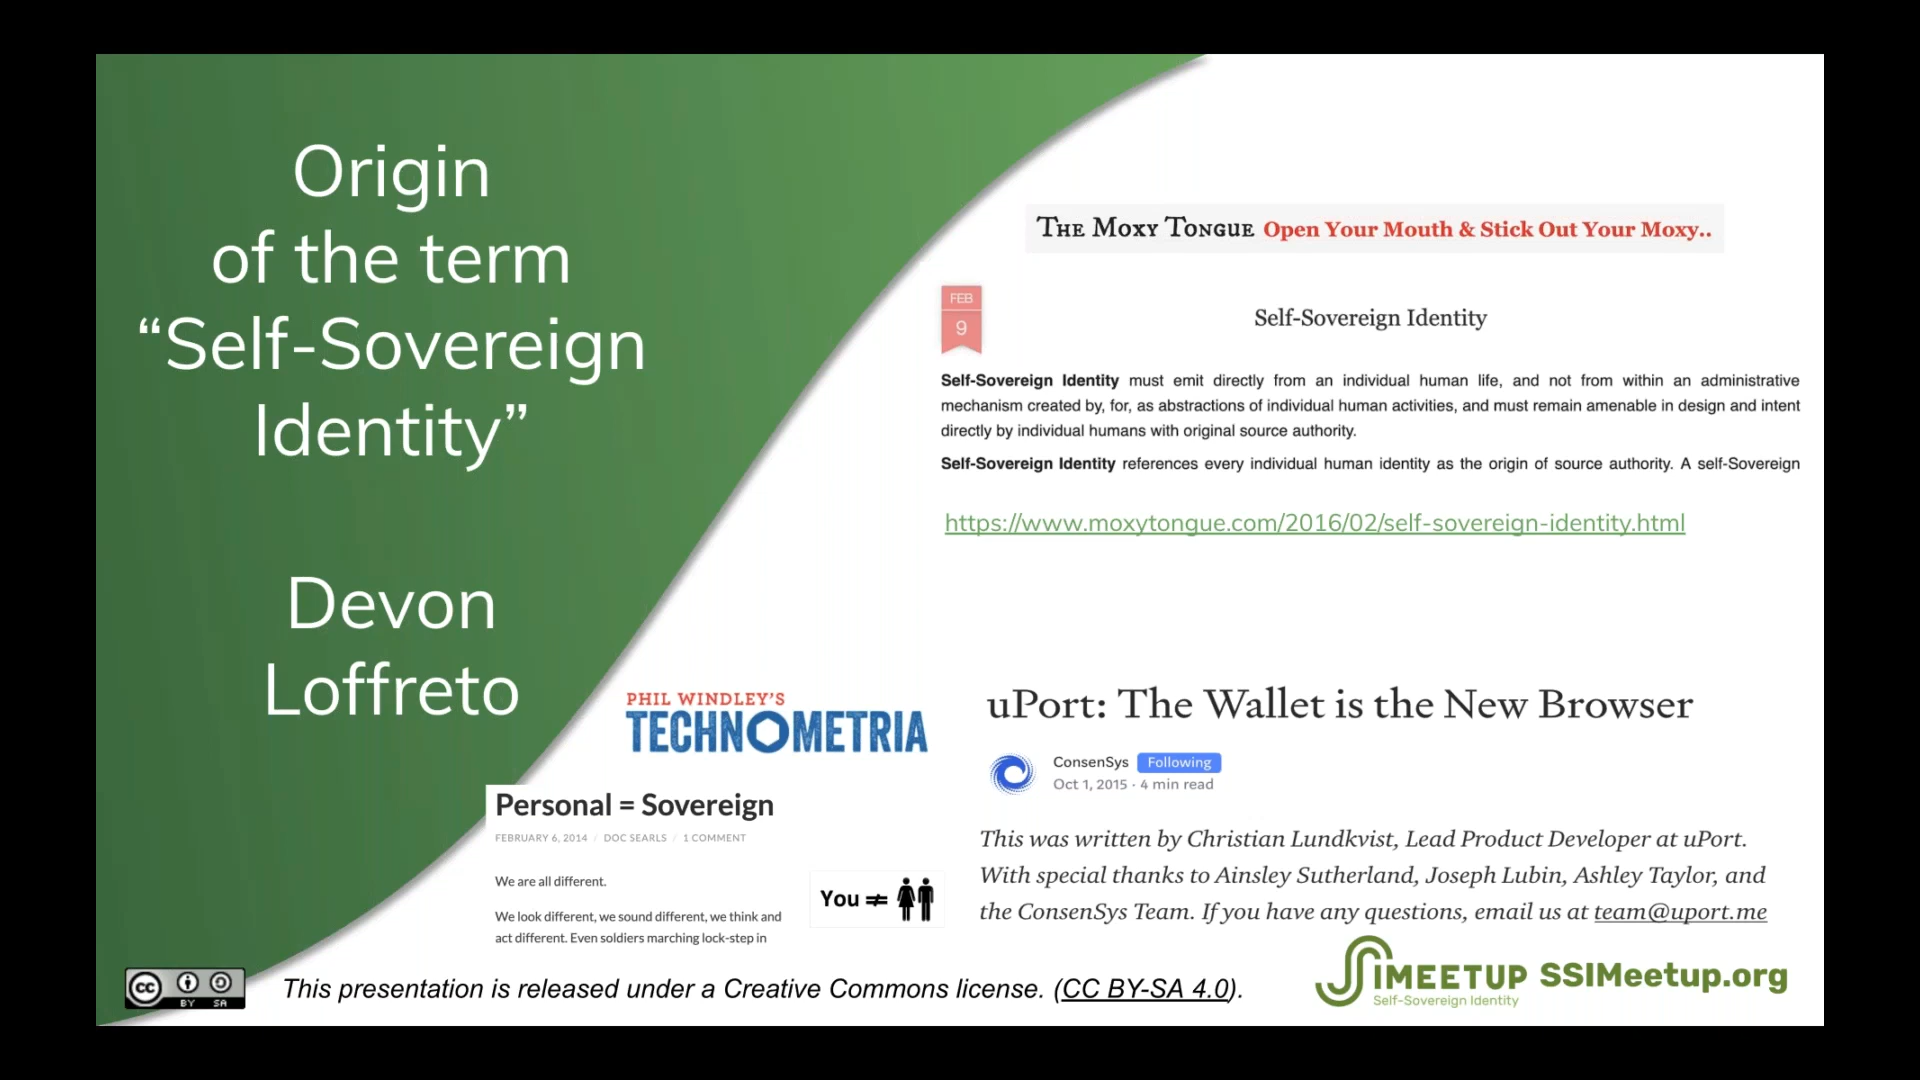 Origin
of the term
“Self-Sovereign
Identity”
Devon
Loffreto
THE MOXY TONGUE Open Your Mouth & Stick Out Your Moxy..
FEB
9
Self-Sovereign Identity
Self-Sovereign Identity must emit directly from an individual human life, and not from within an administrative
mechanism created by, for, as abstractions of individual human activities, and must remain amenable in design and intent
directly by individual humans with original source authority.
Self-Sovereign Identity references every individual human identity as the origin of source authority. A self-Sovereign
https://www.moxytongue.com/2016/02/self-sovereign-identity.html
PHIL WINDLEY'S
TECHNOMETRIA
Personal = Sovereign
FEBRUARY 6, 2014 / DOC SEARLS / 1 COMMENT
We are all different.
We look different, we sound different, we think and
act different. Even soldiers marching lock-step in
You ≠
uPort: The Wallet is the New Browser
ConsenSys Following
Oct 1, 2015 · 4 min read
This was written by Christian Lundkvist, Lead Product Developer at uPort.
With special thanks to Ainsley Sutherland, Joseph Lubin, Ashley Taylor, and
the ConsenSys Team. If you have any questions, email us at team@uport.me
cc BY SA
This presentation is released under a Creative Commons license. (CC BY-SA 4.0).
SSIMEETUP SSIMeetup.org
Self-Sovereign Identity